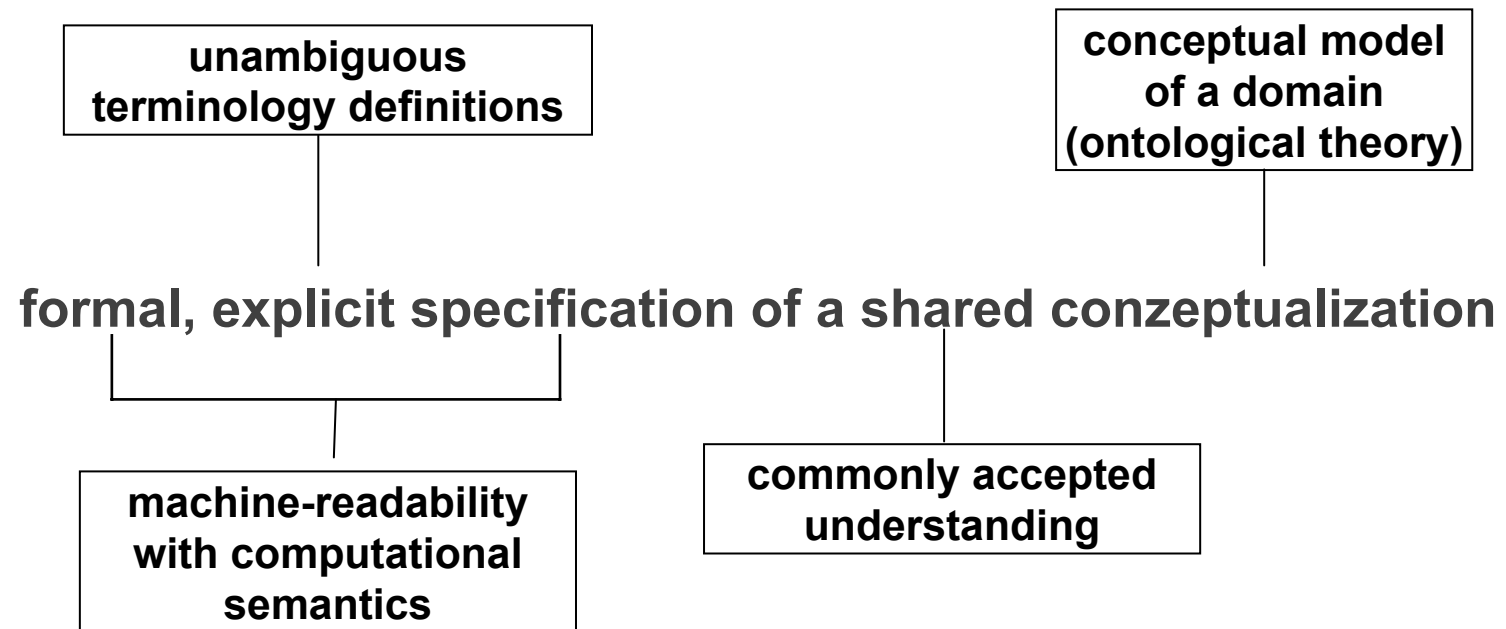 unambiguous
terminology definitions
conceptual model
of a domain
(ontological theory)
formal, explicit specification of a shared conzeptualization
machine-readability
with computational
semantics
commonly accepted
understanding